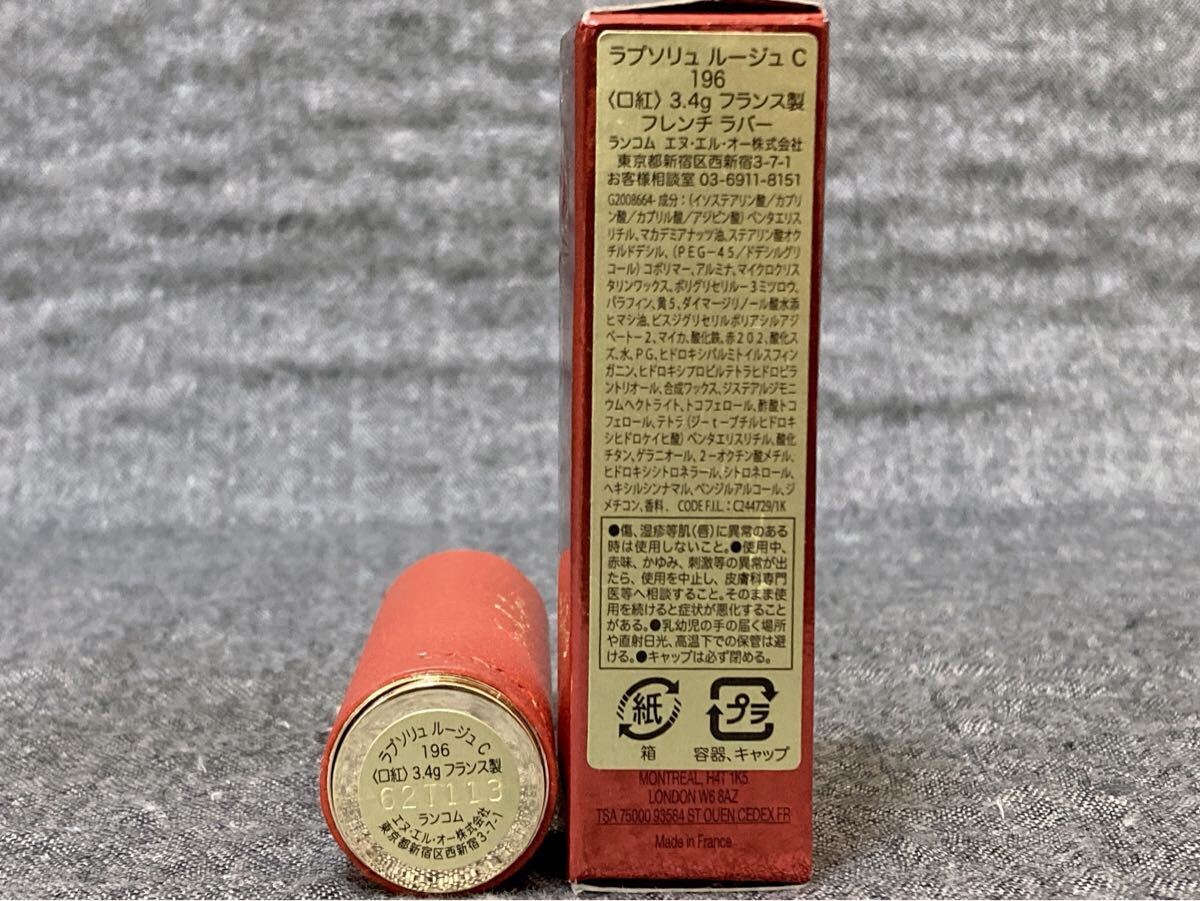 ラプソリュ ルージュ C
196
〈口紅〉3.4g フランス製
フレンチ ラバー
ランコム エヌ・エル・オー株式会社
東京都新宿区西新宿3-7-1
お客様相談室 03-6911-8151
G2008664- 成分:(イソステアリン酸/カプリ
ン酸/カプリル酸/アジピン酸)ペンタエリス
リチル、マカデミアナッツ油、ステアリン酸オク
チルドデシル、(PEG-45/ドデシルグリ
コール)コポリマー、アルミナ、マイクロクリス
タリンワックス、ポリグリセリル-3ミツロウ、
パラフィン、黄5、ダイマージリノール酸水添
ヒマシ油、ビスジグリセリルポリアシルアジ
ペート-2、マイカ、酸化鉄、赤202、酸化ス
ズ、水、PG、ヒドロキシパルミトイルスフィン
ガニン、ヒドロキシプロピルテトラヒドロピラ
ントリオール、合成ワックス、ジステアルジモニ
ウムヘクトライト、トコフェロール、酢酸トコ
フェロール、テトラ(ジーtーブチルヒドロキ
シヒドロケイヒ酸)ペンタエリスリチル、酸化
チタン、ゲラニオール、2-オクチン酸メチル、
ヒドロキシシトロネラール、シトロネロール、
ヘキシルシンナマル、ベンジルアルコール、ジ
メチコン、香料、 CODE F.I.L.: C244729/1K
●傷、湿疹等肌(唇)に異常のある
時は使用しないこと。●使用中、
赤味、かゆみ、刺激等の異常が出
たら、使用を中止し、皮膚科専門
医等へ相談すること。そのまま使
用を続けると症状が悪化すること
がある。●乳幼児の手の届く場所
や直射日光、高温下での保管は避
ける。●キャップは必ず閉める。
紙
プラ
箱
容器、キャップ
MONTREAL, H4T 1K5
LONDON W6 8AZ
TSA 75000 93584 ST OUEN CEDEX FR
Made in France
ラプソリュ ルージュ C
196
〈口紅〉3.4g フランス製
62T113
ランコム
エヌ・エル・オー株式会社
東京都新宿区西新宿3-7-1